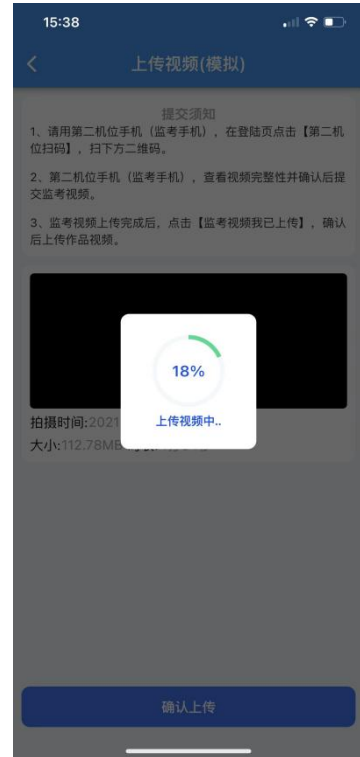 15:38
上传视频(模拟)
提交须知
1、请用第二机位手机（监考手机），在登陆页点击【第二机
位扫码】，扫下方二维码。
2、第二机位手机（监考手机），查看视频完整性并确认后提
交监考视频。
3、监考视频上传完成后，点击【监考视频我已上传】，确认
后上传作品视频。
18%
上传视频中..
拍摄时间:2021
大小:112.78MB
确认上传